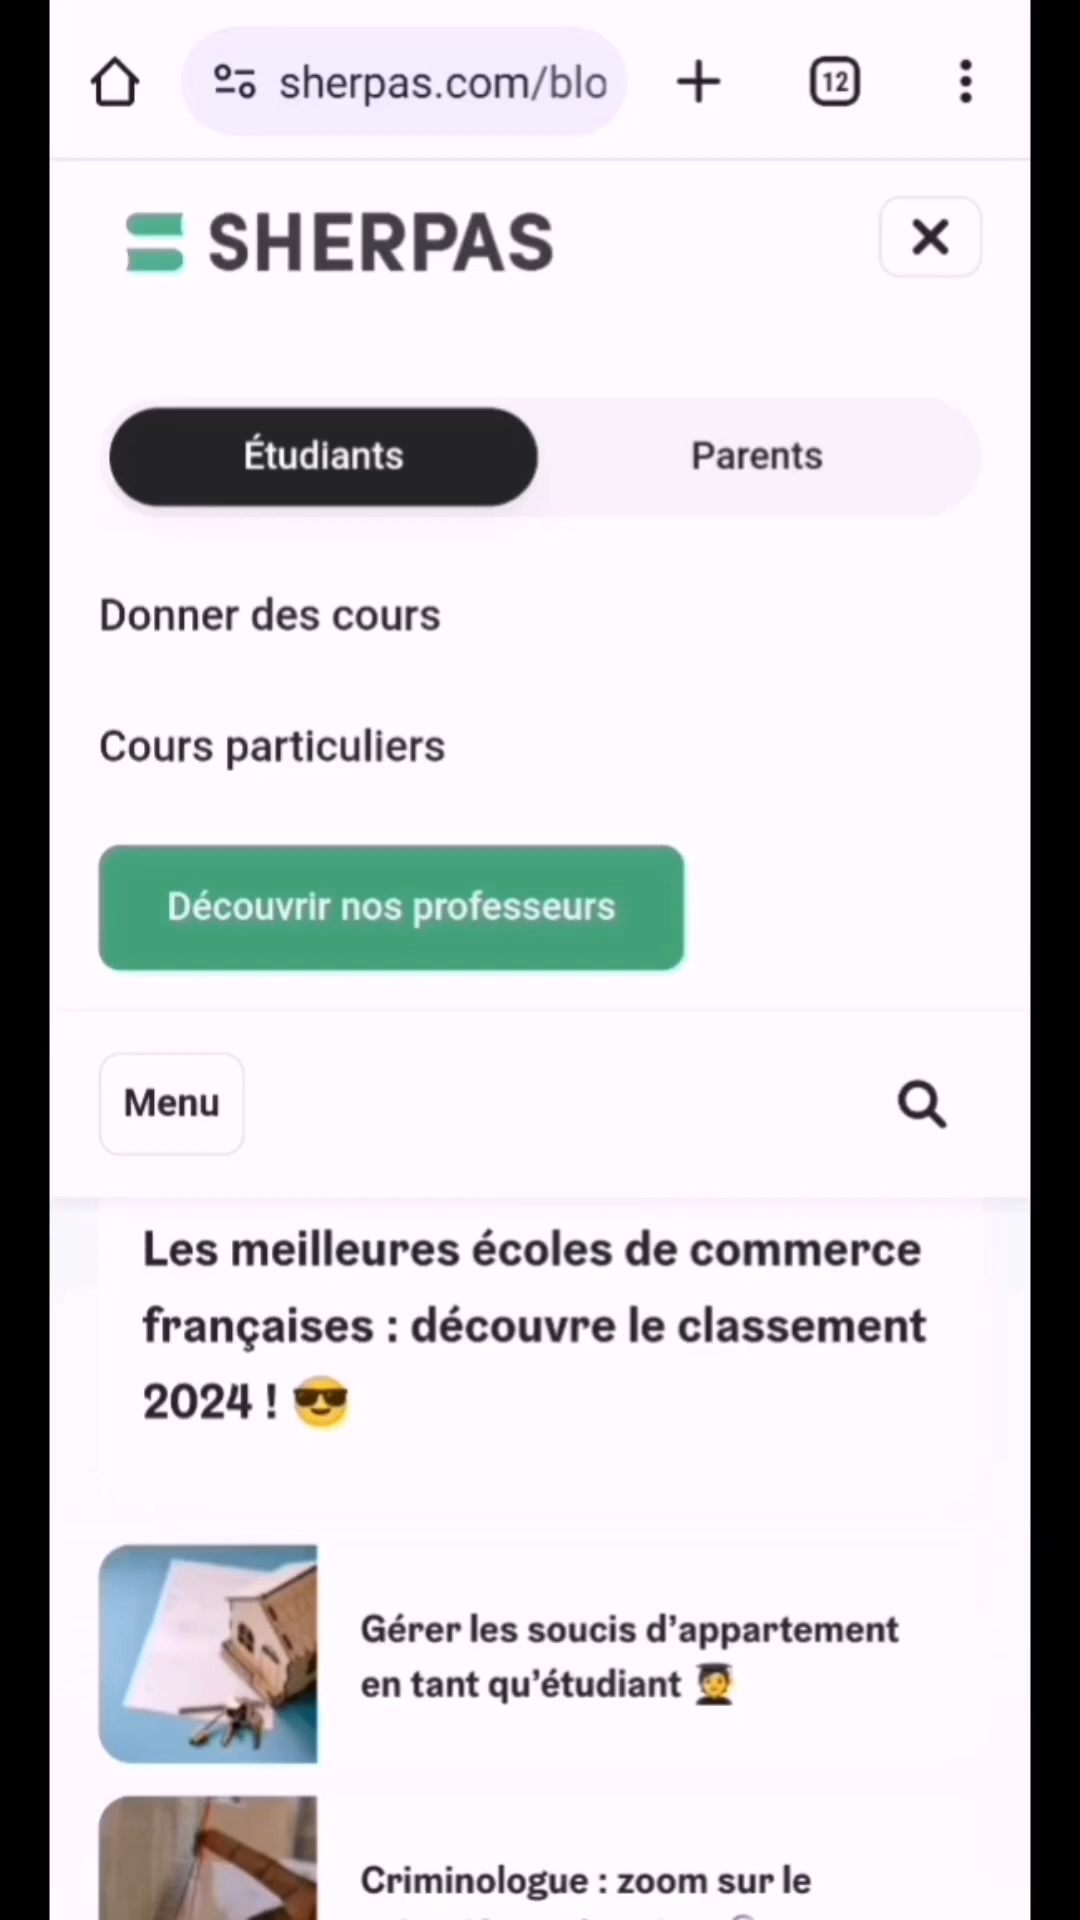 sherpas.com/blo
12
SHERPAS
Étudiants
Parents
Donner des cours
Cours particuliers
Découvrir nos professeurs
Menu
Les meilleures écoles de commerce
françaises : découvre le classement
2024 ! 😎
Gérer les soucis d’appartement
en tant qu’étudiant 🧑‍🎓
Criminologue : zoom sur le